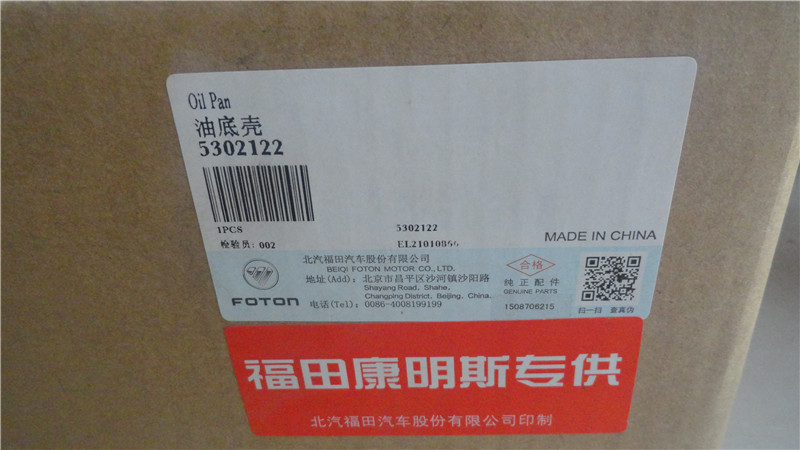 Oil Pan
油底壳
5302122
1PCS 5302122
检验员: 002 EL21010866
MADE IN CHINA
北汽福田汽车股份有限公司
BEIQI FOTON MOTOR CO., LTD.
地址(Add): 北京市昌平区沙河镇沙阳路
Shayang Road, Shahe,
Changping District, Beijing, China.
电话(Tel): 0086-4008199199
FOTON
合格
纯正配件
GENUINE PARTS
1508706215
扫一扫 查真伪
福田康明斯专供
北汽福田汽车股份有限公司印制